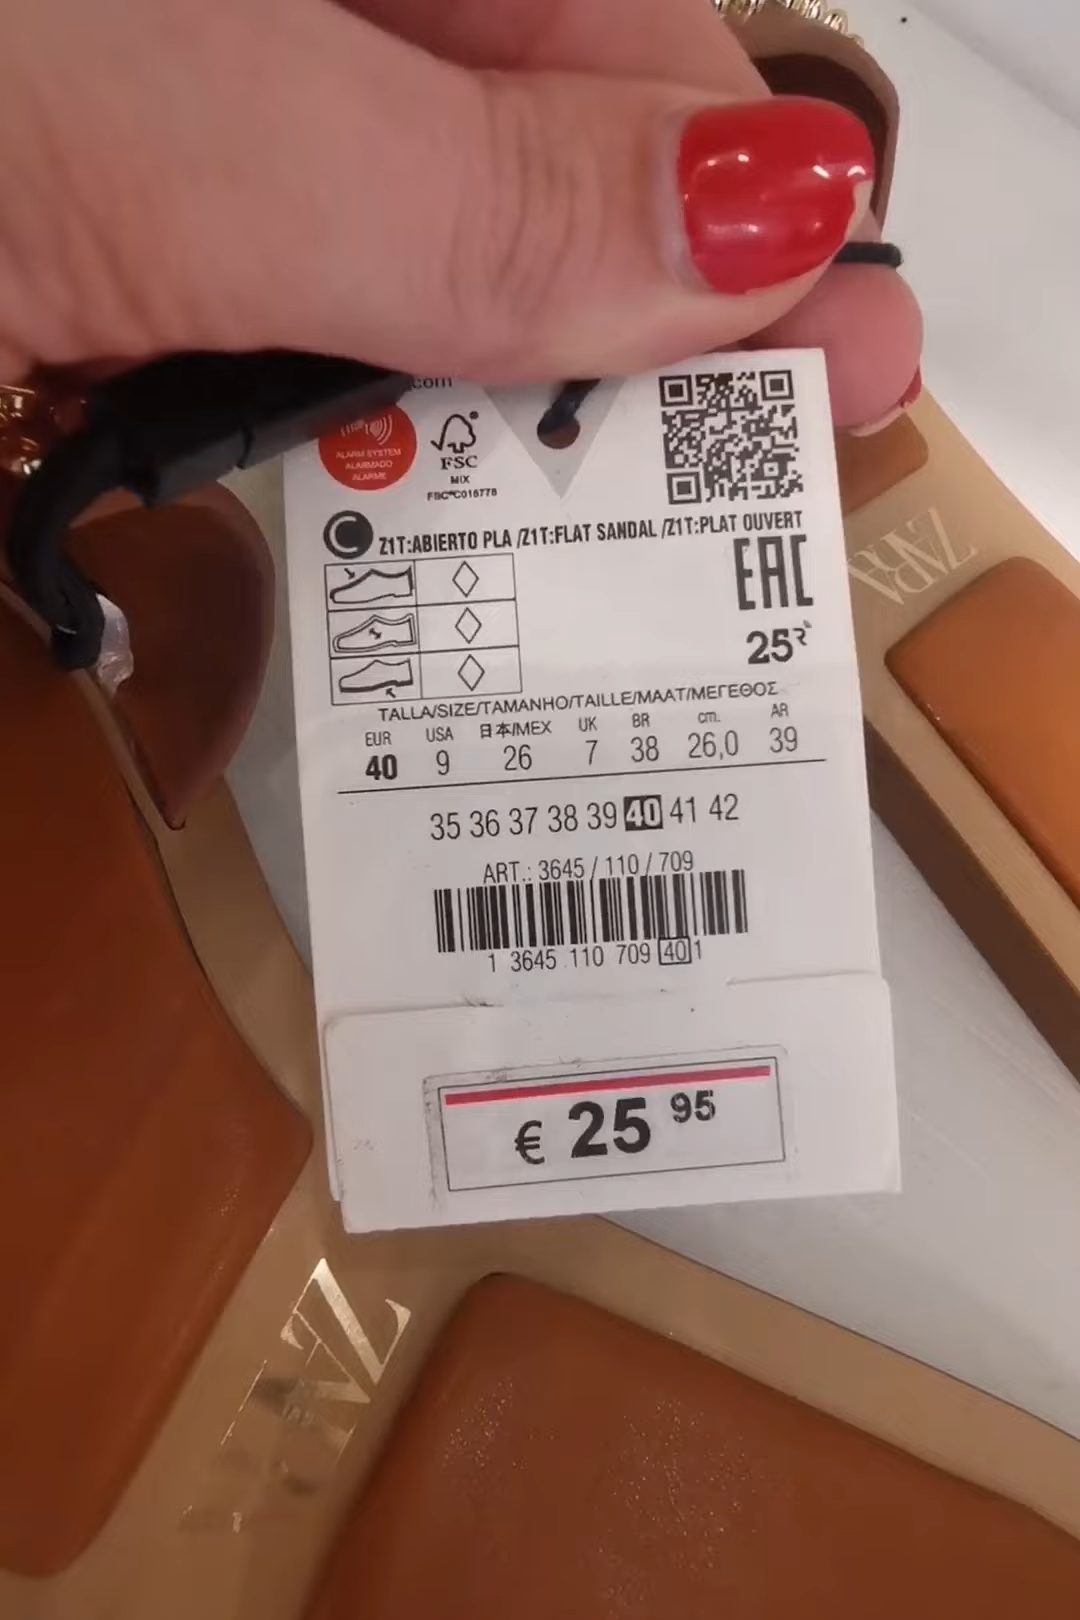 .com
ALARM SYSTEM
ALARMADO
ALARME
FSC
MIX
FSC® C016778
C Z1T:ABIERTO PLA /Z1T:FLAT SANDAL /Z1T:PLAT OUVERT
EAC
25
TALLA/SIZE/TAMANHO/TAILLE/MAAT/ΜΕΓΕΘΟΣ
EUR USA 日本/MEX UK BR cm. AR
40 9 26 7 38 26,0 39
35 36 37 38 39 40 41 42
ART.: 3645 / 110 / 709
1 3645 110 709 40 1
€ 25 95
ZARA